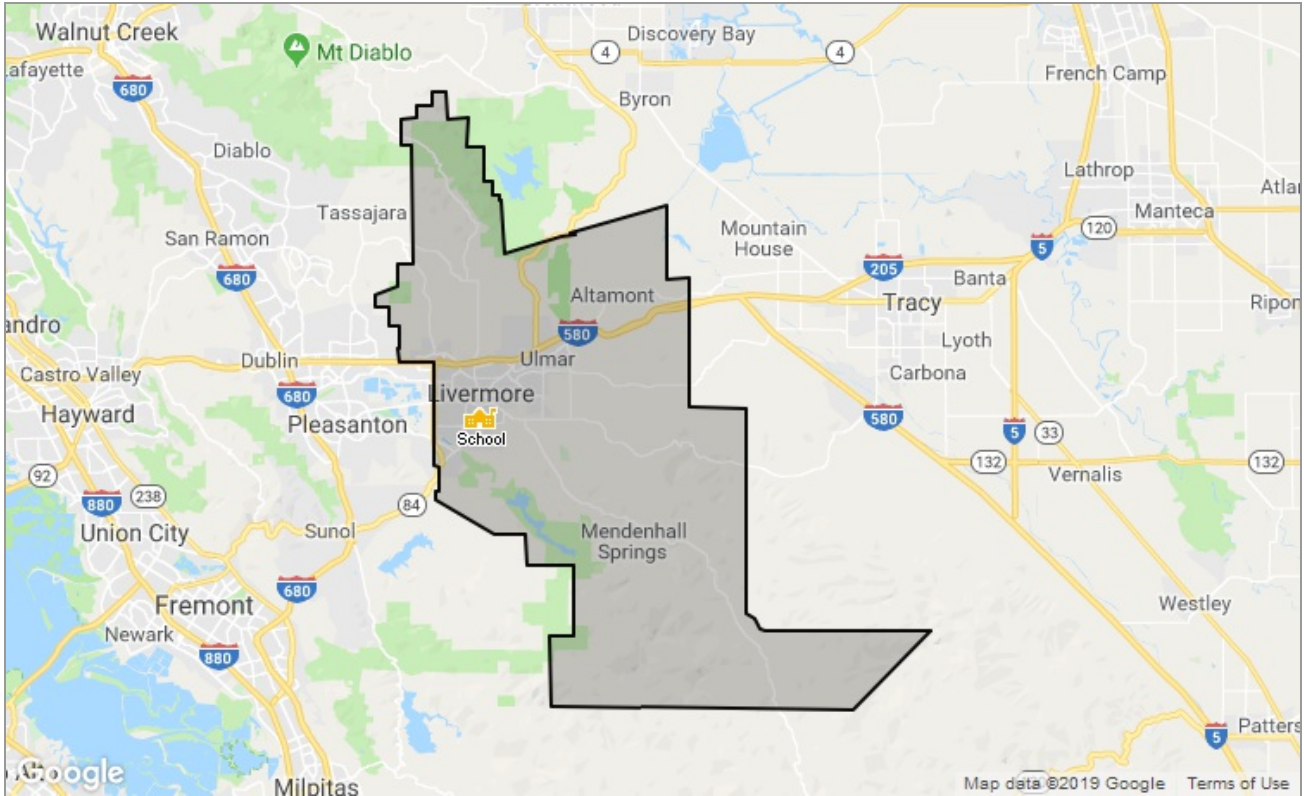 Walnut Creek
Lafayette
680
Mt Diablo
4
Discovery Bay
4
Byron
French Camp
Diablo
Lathrop
Manteca
120
Tassajara
San Ramon
680
Mountain
House
5
205
Banta
Tracy
Altamont
580
Ripon
Lyoth
Ulmar
Dublin
Castro Valley
680
Carbona
Hayward
Pleasanton
Livermore
School
580
5
33
92
880
238
84
132
132
Vernalis
Union City
Sunol
Mendenhall
Springs
680
Fremont
Newark
880
Westley
5
Patters
Google
Milpitas
Map data ©2019 Google
Terms of Use